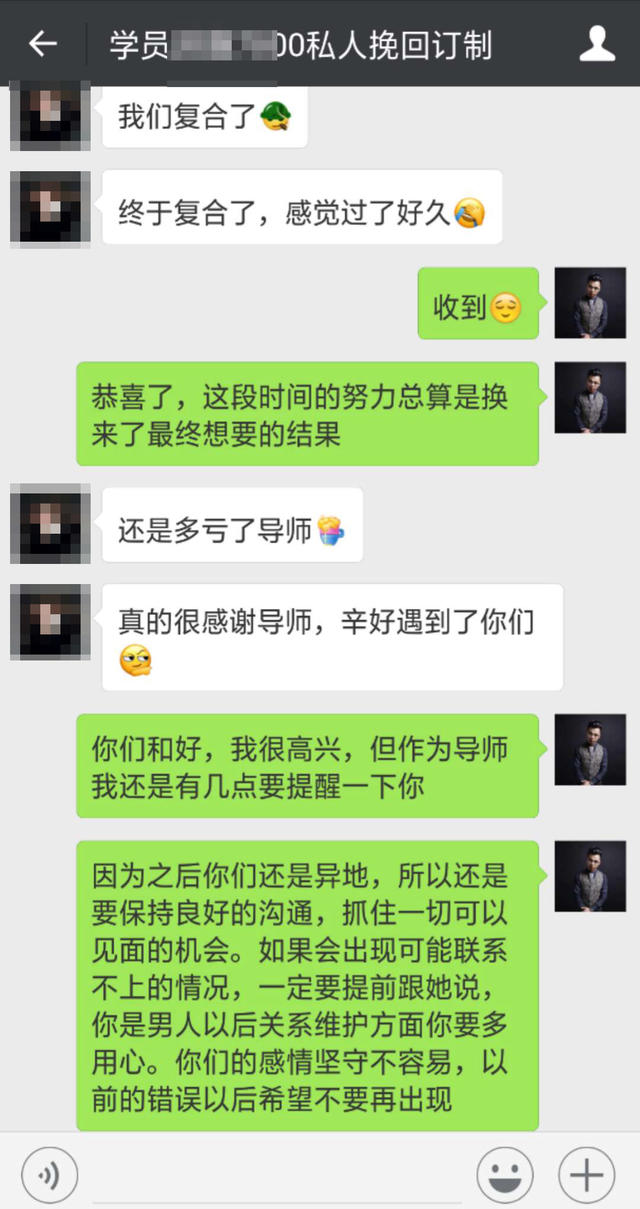 学员00私人挽回订制
我们复合了
终于复合了，感觉过了好久
收到
恭喜了，这段时间的努力总算是换
来了最终想要的结果
还是多亏了导师
真的很感谢导师，辛好遇到了你们
你们和好，我很高兴，但作为导师
我还是有几点要提醒一下你
因为之后你们还是异地，所以还是
要保持良好的沟通，抓住一切可以
见面的机会。如果会出现可能联系
不上的情况，一定要提前跟她说，
你是男人以后关系维护方面你要多
用心。你们的感情坚守不容易，以
前的错误以后希望不要再出现